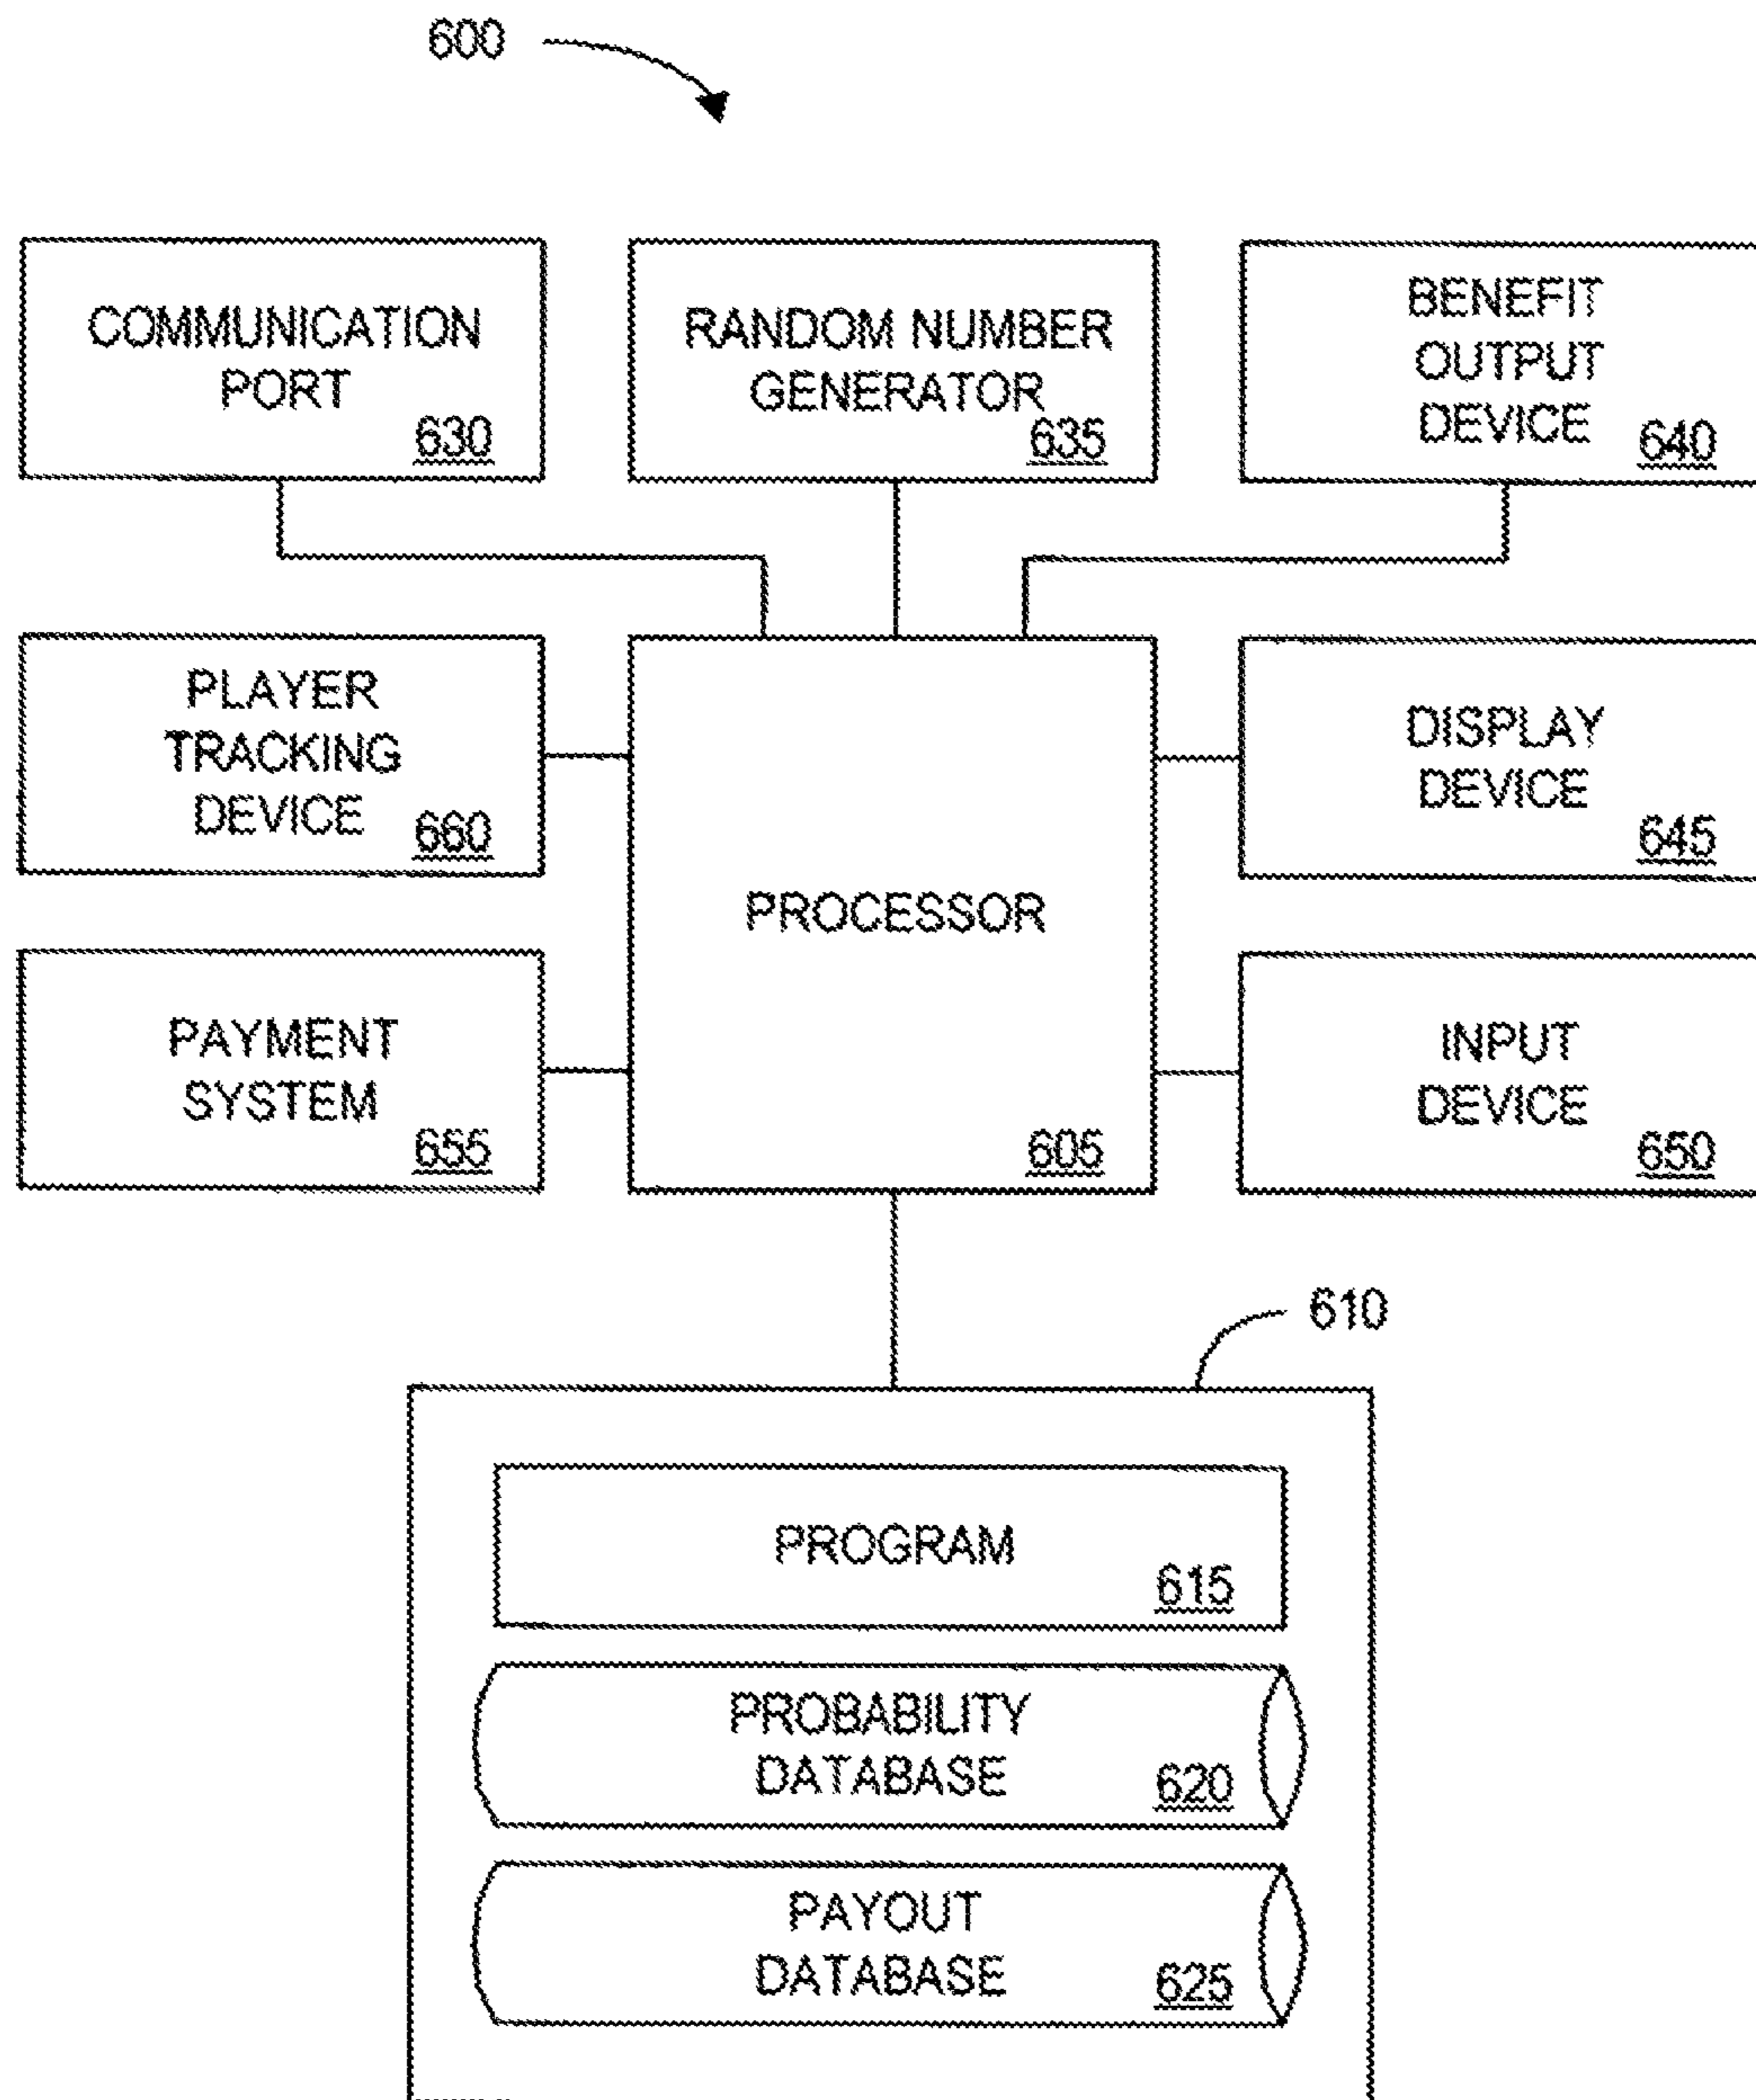 600
COMMUNICATION
PORT
630
RANDOM NUMBER
GENERATOR
635
BENEFIT
OUTPUT
DEVICE
640
PLAYER
TRACKING
DEVICE
660
PROCESSOR
605
DISPLAY
DEVICE
645
PAYMENT
SYSTEM
655
INPUT
DEVICE
650
610
PROGRAM
615
PROBABILITY
DATABASE
620
PAYOUT
DATABASE
625